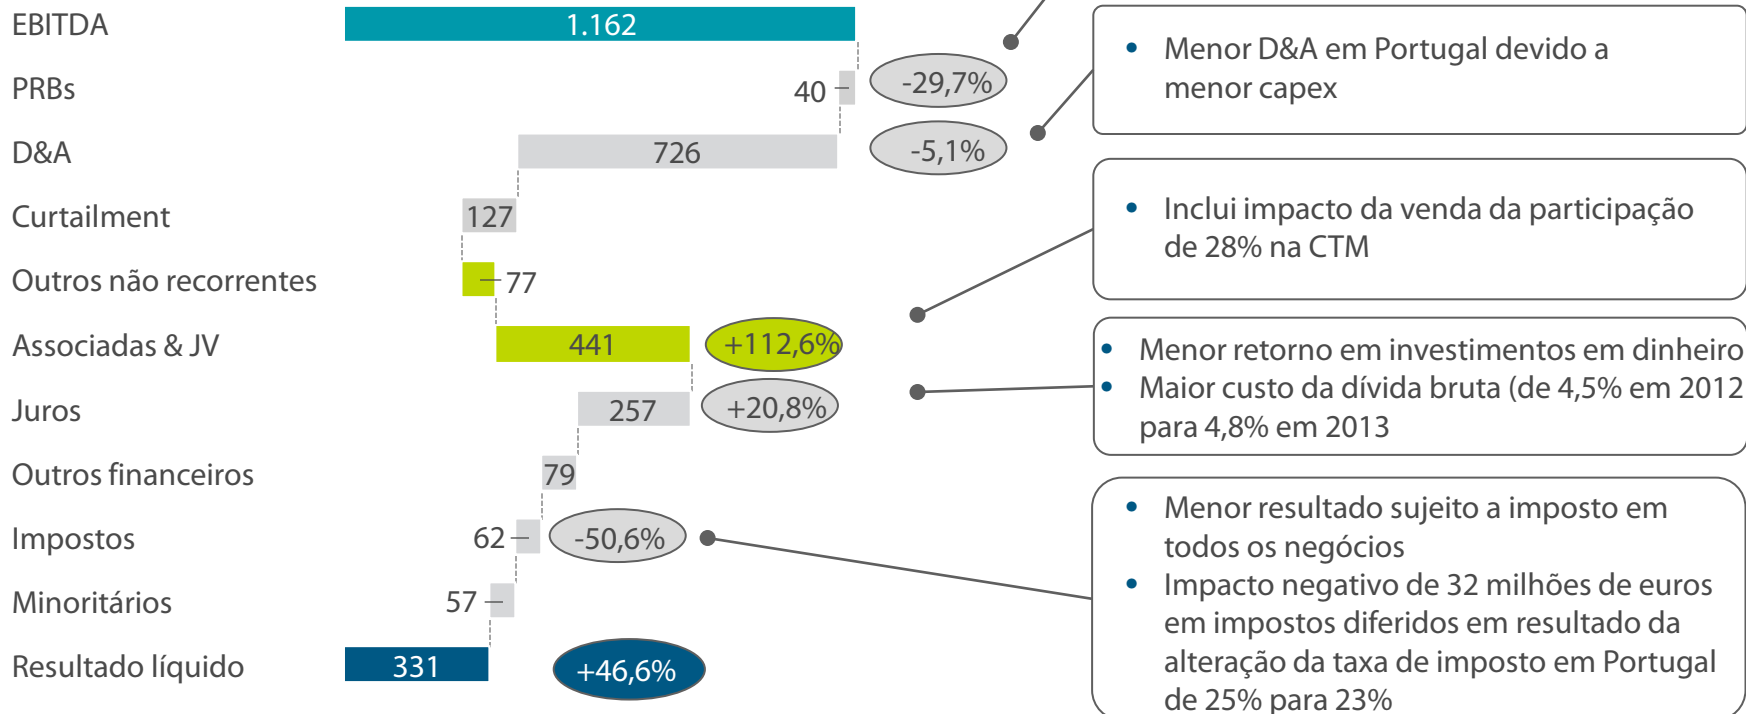 EBITDA
1.162
PRBs
40
-29,7%
D&A
726
-5,1%
Curtailment
127
Outros não recorrentes
77
Associadas & JV
441
+112,6%
Juros
257
+20,8%
Outros financeiros
79
Impostos
62
-50,6%
Minoritários
57
Resultado líquido
331
+46,6%
• Menor D&A em Portugal devido a
menor capex
• Inclui impacto da venda da participação
de 28% na CTM
• Menor retorno em investimentos em dinheiro
• Maior custo da dívida bruta (de 4,5% em 2012
para 4,8% em 2013
• Menor resultado sujeito a imposto em
todos os negócios
• Impacto negativo de 32 milhões de euros
em impostos diferidos em resultado da
alteração da taxa de imposto em Portugal
de 25% para 23%